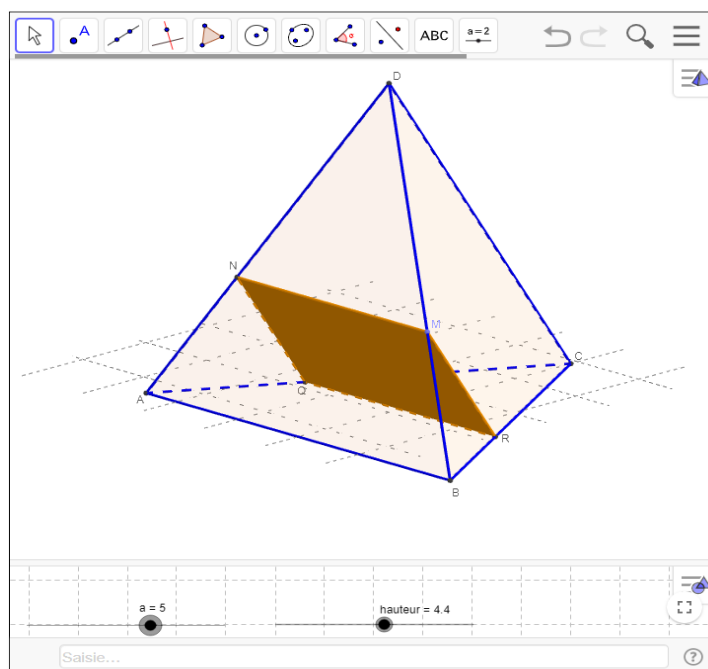 A ABC a=2
D
N
M
C
A
Q
R
B
a = 5
hauteur = 4.4
Saisie...
?